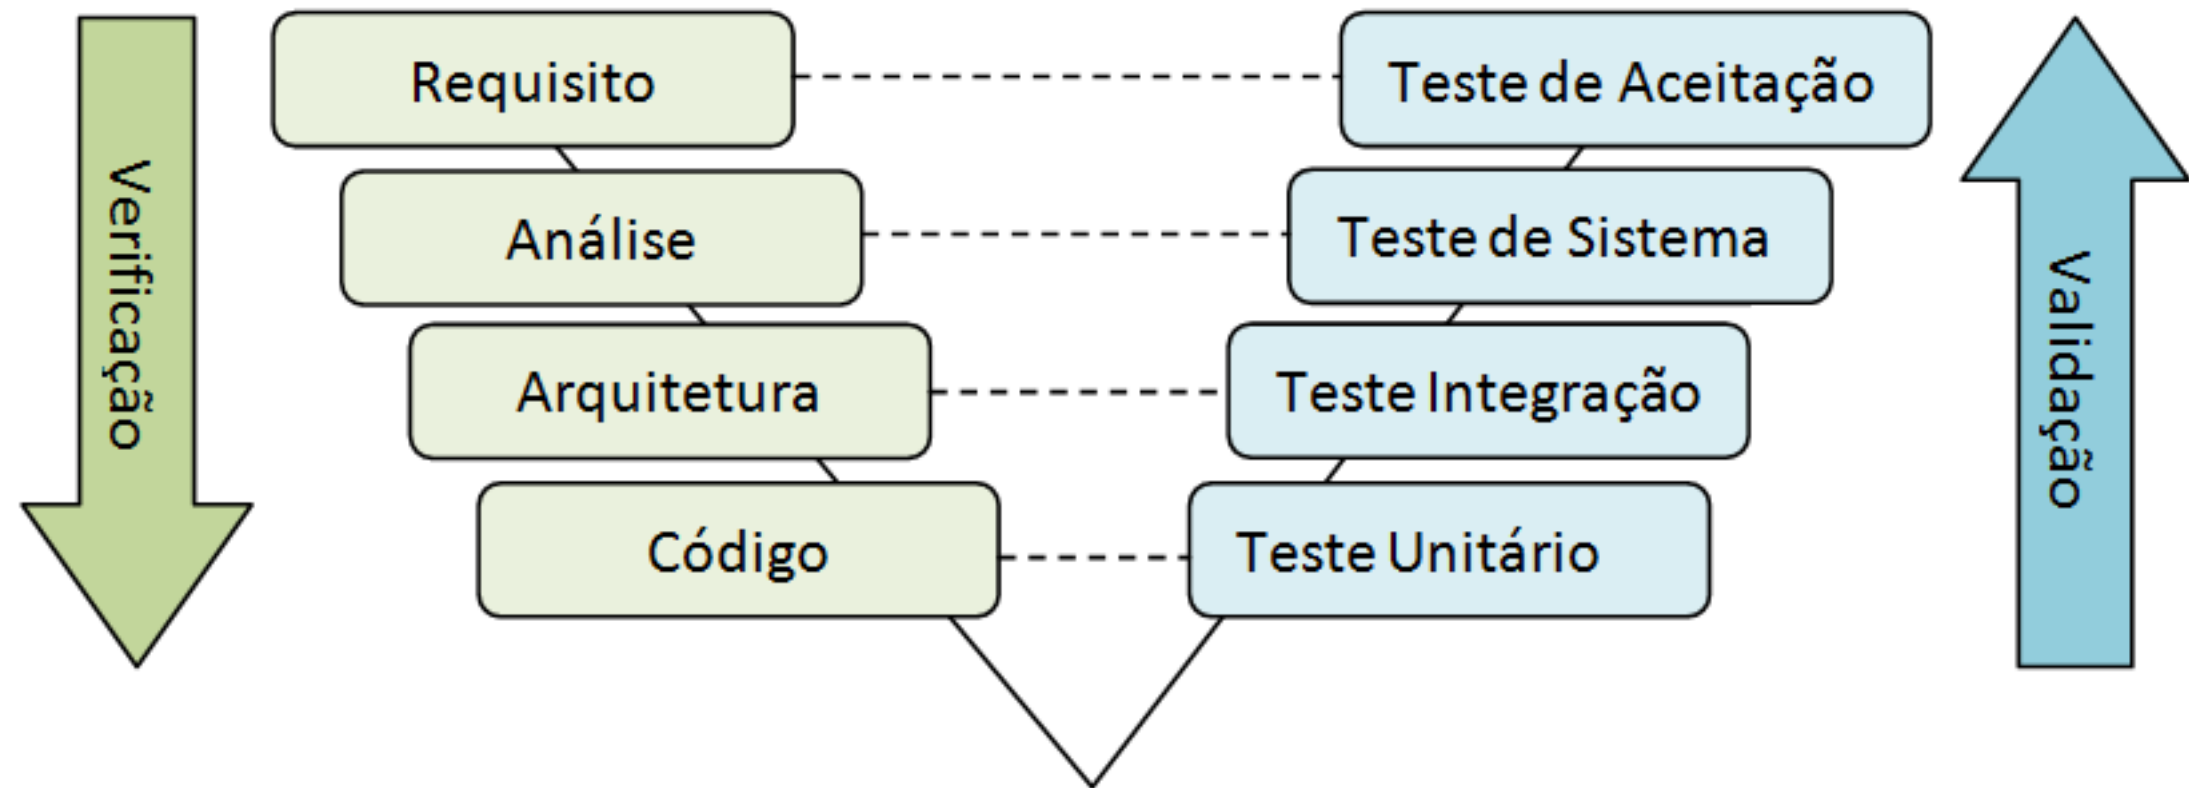 Verificação
Requisito
Teste de Aceitação
Análise
Teste de Sistema
Arquitetura
Teste Integração
Código
Teste Unitário
Validação